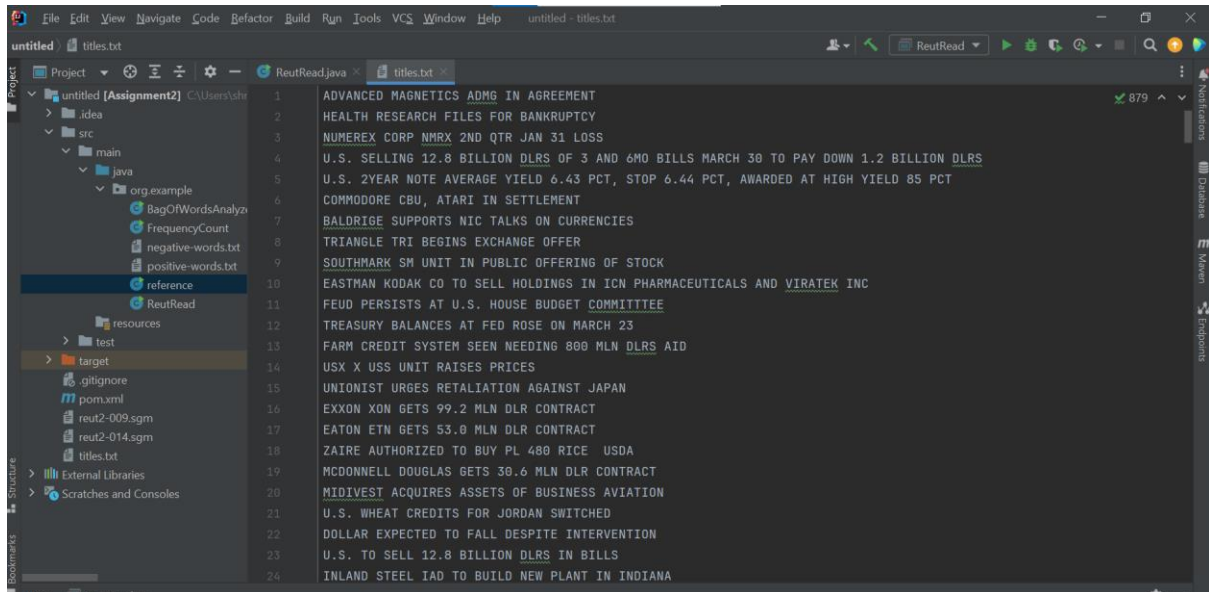 File Edit View Navigate Code Refactor Build Run Tools VCS Window Help untitled - titles.txt
untitled titles.txt ReutRead
Project ReutRead.java titles.txt
untitled [Assignment2] C:\Users\shr
.idea
src
main
java
org.example
BagOfWordsAnalyze
FrequencyCount
negative-words.txt
positive-words.txt
reference
ReutRead
resources
test
target
.gitignore
pom.xml
reut2-009.sgm
reut2-014.sgm
titles.txt
External Libraries
Scratches and Consoles
1 ADVANCED MAGNETICS ADMG IN AGREEMENT
2 HEALTH RESEARCH FILES FOR BANKRUPTCY
3 NUMEREX CORP NMRX 2ND QTR JAN 31 LOSS
4 U.S. SELLING 12.8 BILLION DLRS OF 3 AND 6MO BILLS MARCH 30 TO PAY DOWN 1.2 BILLION DLRS
5 U.S. 2YEAR NOTE AVERAGE YIELD 6.43 PCT, STOP 6.44 PCT, AWARDED AT HIGH YIELD 85 PCT
6 COMMODORE CBU, ATARI IN SETTLEMENT
7 BALDRIGE SUPPORTS NIC TALKS ON CURRENCIES
8 TRIANGLE TRI BEGINS EXCHANGE OFFER
9 SOUTHMARK SM UNIT IN PUBLIC OFFERING OF STOCK
10 EASTMAN KODAK CO TO SELL HOLDINGS IN ICN PHARMACEUTICALS AND VIRATEK INC
11 FEUD PERSISTS AT U.S. HOUSE BUDGET COMMITTTEE
12 TREASURY BALANCES AT FED ROSE ON MARCH 23
13 FARM CREDIT SYSTEM SEEN NEEDING 800 MLN DLRS AID
14 USX X USS UNIT RAISES PRICES
15 UNIONIST URGES RETALIATION AGAINST JAPAN
16 EXXON XON GETS 99.2 MLN DLR CONTRACT
17 EATON ETN GETS 53.0 MLN DLR CONTRACT
18 ZAIRE AUTHORIZED TO BUY PL 480 RICE  USDA
19 MCDONNELL DOUGLAS GETS 30.6 MLN DLR CONTRACT
20 MIDIVEST ACQUIRES ASSETS OF BUSINESS AVIATION
21 U.S. WHEAT CREDITS FOR JORDAN SWITCHED
22 DOLLAR EXPECTED TO FALL DESPITE INTERVENTION
23 U.S. TO SELL 12.8 BILLION DLRS IN BILLS
24 INLAND STEEL IAD TO BUILD NEW PLANT IN INDIANA
879
Project
Structure
Bookmarks
Notifications
Database
Maven
Endpoints